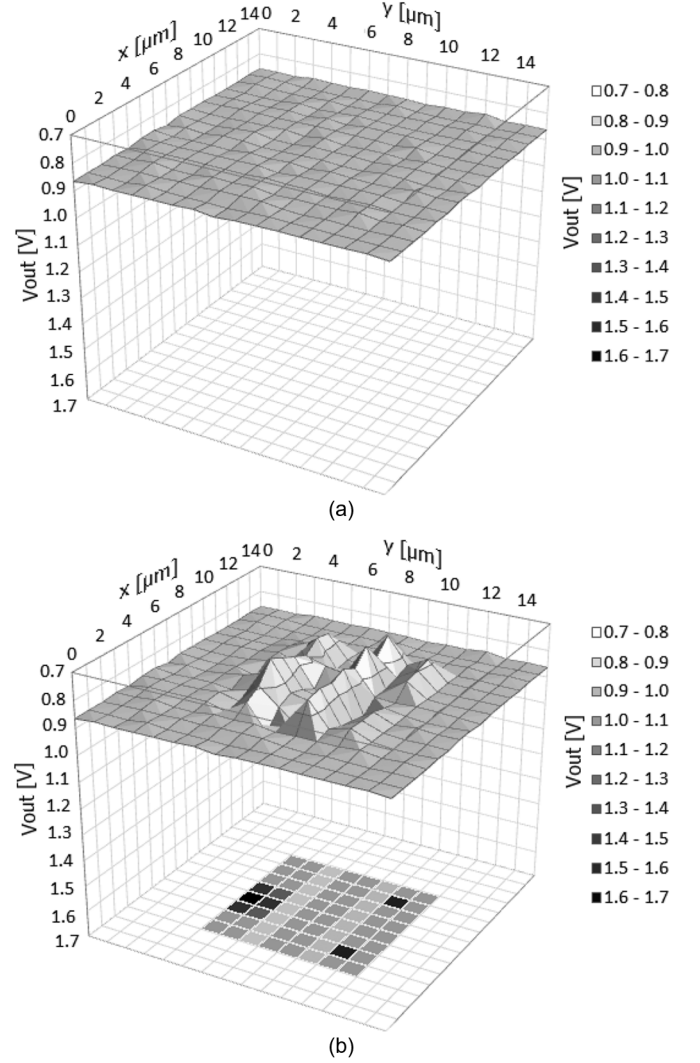 y [µm]
x [µm]
0 2 4 6 8 10 12 14
0 2 4 6 8 10 12 14
0.7
0.8
0.9
1.0
1.1
1.2
1.3
1.4
1.5
1.6
1.7
Vout [V]
Vout [V]
0.7 - 0.8
0.8 - 0.9
0.9 - 1.0
1.0 - 1.1
1.1 - 1.2
1.2 - 1.3
1.3 - 1.4
1.4 - 1.5
1.5 - 1.6
1.6 - 1.7
(a)
y [µm]
x [µm]
0 2 4 6 8 10 12 14
0 2 4 6 8 10 12 14
0.7
0.8
0.9
1.0
1.1
1.2
1.3
1.4
1.5
1.6
1.7
Vout [V]
Vout [V]
0.7 - 0.8
0.8 - 0.9
0.9 - 1.0
1.0 - 1.1
1.1 - 1.2
1.2 - 1.3
1.3 - 1.4
1.4 - 1.5
1.5 - 1.6
1.6 - 1.7
(b)